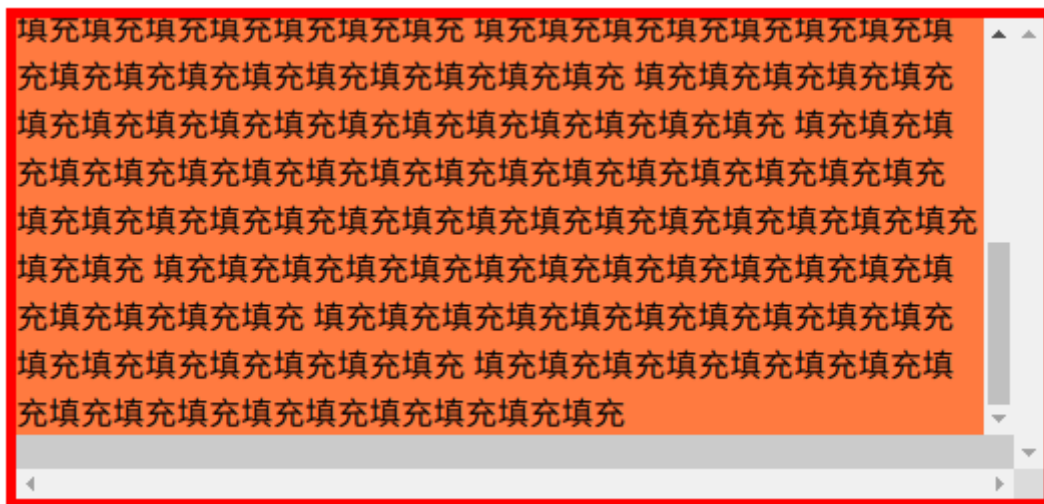 填充填充填充填充填充填充填充 填充填充填充填充填充填充填充填
充填充填充填充填充填充填充填充填充填充 填充填充填充填充填充
填充填充填充填充填充填充填充填充填充填充填充填充 填充填充填
充填充填充填充填充填充填充填充填充填充填充填充填充填充填充
填充填充填充填充填充填充填充填充填充填充填充填充填充填充填充
填充填充 填充填充填充填充填充填充填充填充填充填充填充填充填
充填充填充填充填充 填充填充填充填充填充填充填充填充填充填充
填充填充填充填充填充填充填充 填充填充填充填充填充填充填充填
充填充填充填充填充填充填充填充填充填充